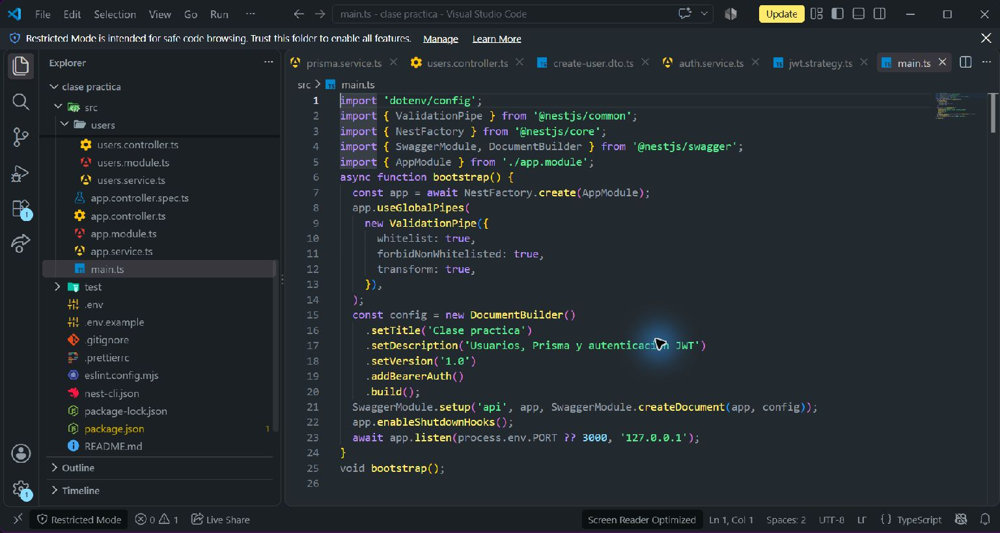 File Edit Selection View Go Run ··· main.ts - clase practica - Visual Studio Code Update
Restricted Mode is intended for safe code browsing. Trust this folder to enable all features. Manage Learn More
Explorer ···
clase practica
src
users
users.controller.ts
users.module.ts
users.service.ts
app.controller.spec.ts
app.controller.ts
app.module.ts
app.service.ts
main.ts
test
.env
.env.example
.gitignore
.prettierrc
eslint.config.mjs
nest-cli.json
package-lock.json
package.json 1
README.md
Outline
Timeline
1
1
prisma.service.ts users.controller.ts create-user.dto.ts auth.service.ts jwt.strategy.ts main.ts ···
src > main.ts
1 import 'dotenv/config';
2 import { ValidationPipe } from '@nestjs/common';
3 import { NestFactory } from '@nestjs/core';
4 import { SwaggerModule, DocumentBuilder } from '@nestjs/swagger';
5 import { AppModule } from './app.module';
6 async function bootstrap() {
7 const app = await NestFactory.create(AppModule);
8 app.useGlobalPipes(
9 new ValidationPipe({
10 whitelist: true,
11 forbidNonWhitelisted: true,
12 transform: true,
13 }),
14 );
15 const config = new DocumentBuilder()
16 .setTitle('Clase practica')
17 .setDescription('Usuarios, Prisma y autenticacion JWT')
18 .setVersion('1.0')
19 .addBearerAuth()
20 .build();
21 SwaggerModule.setup('api', app, SwaggerModule.createDocument(app, config));
22 app.enableShutdownHooks();
23 await app.listen(process.env.PORT ?? 3000, '127.0.0.1');
24 }
25 void bootstrap();
26
Restricted Mode 0 1 Live Share Screen Reader Optimized Ln 1, Col 1 Spaces: 2 UTF-8 LF {} TypeScript